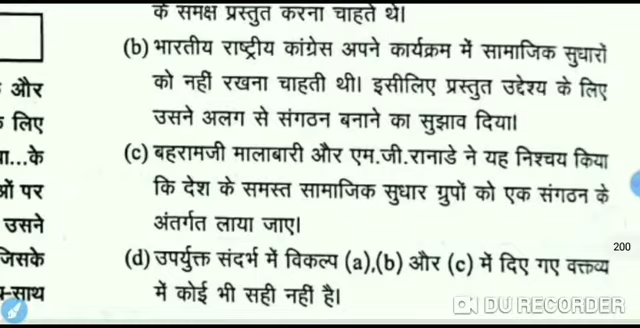 के समक्ष प्रस्तुत करना चाहते थे।
(b) भारतीय राष्ट्रीय कांग्रेस अपने कार्यक्रम में सामाजिक सुधारों
को नहीं रखना चाहती थी। इसीलिए प्रस्तुत उद्देश्य के लिए
उसने अलग से संगठन बनाने का सुझाव दिया।
(c) बहरामजी मालाबारी और एम.जी.रानाडे ने यह निश्चय किया
कि देश के समस्त सामाजिक सुधार ग्रुपों को एक संगठन के
अंतर्गत लाया जाए।
(d) उपर्युक्त संदर्भ में विकल्प (a),(b) और (c) में दिए गए वक्तव्य
में कोई भी सही नहीं है।
और
लिए
के
पर
उसने
जिसके
200
DU RECORDER